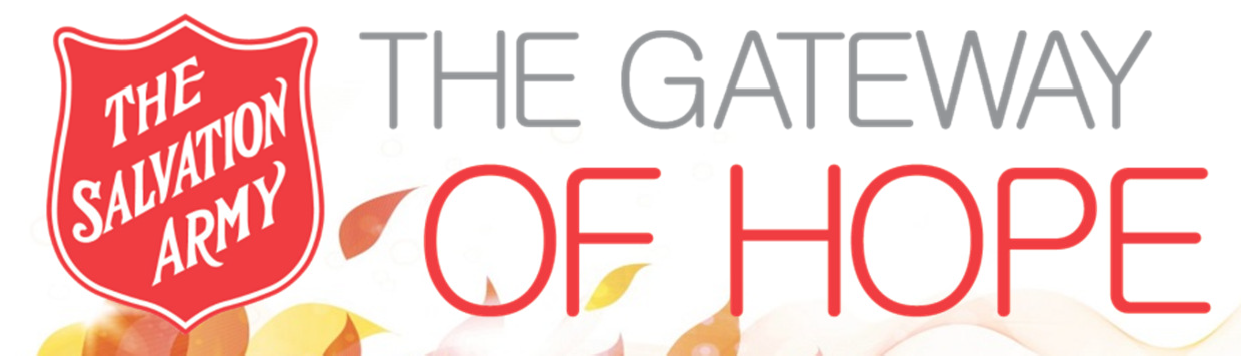 THE
SALVATION
ARMY
THE GATEWAY
OF HOPE